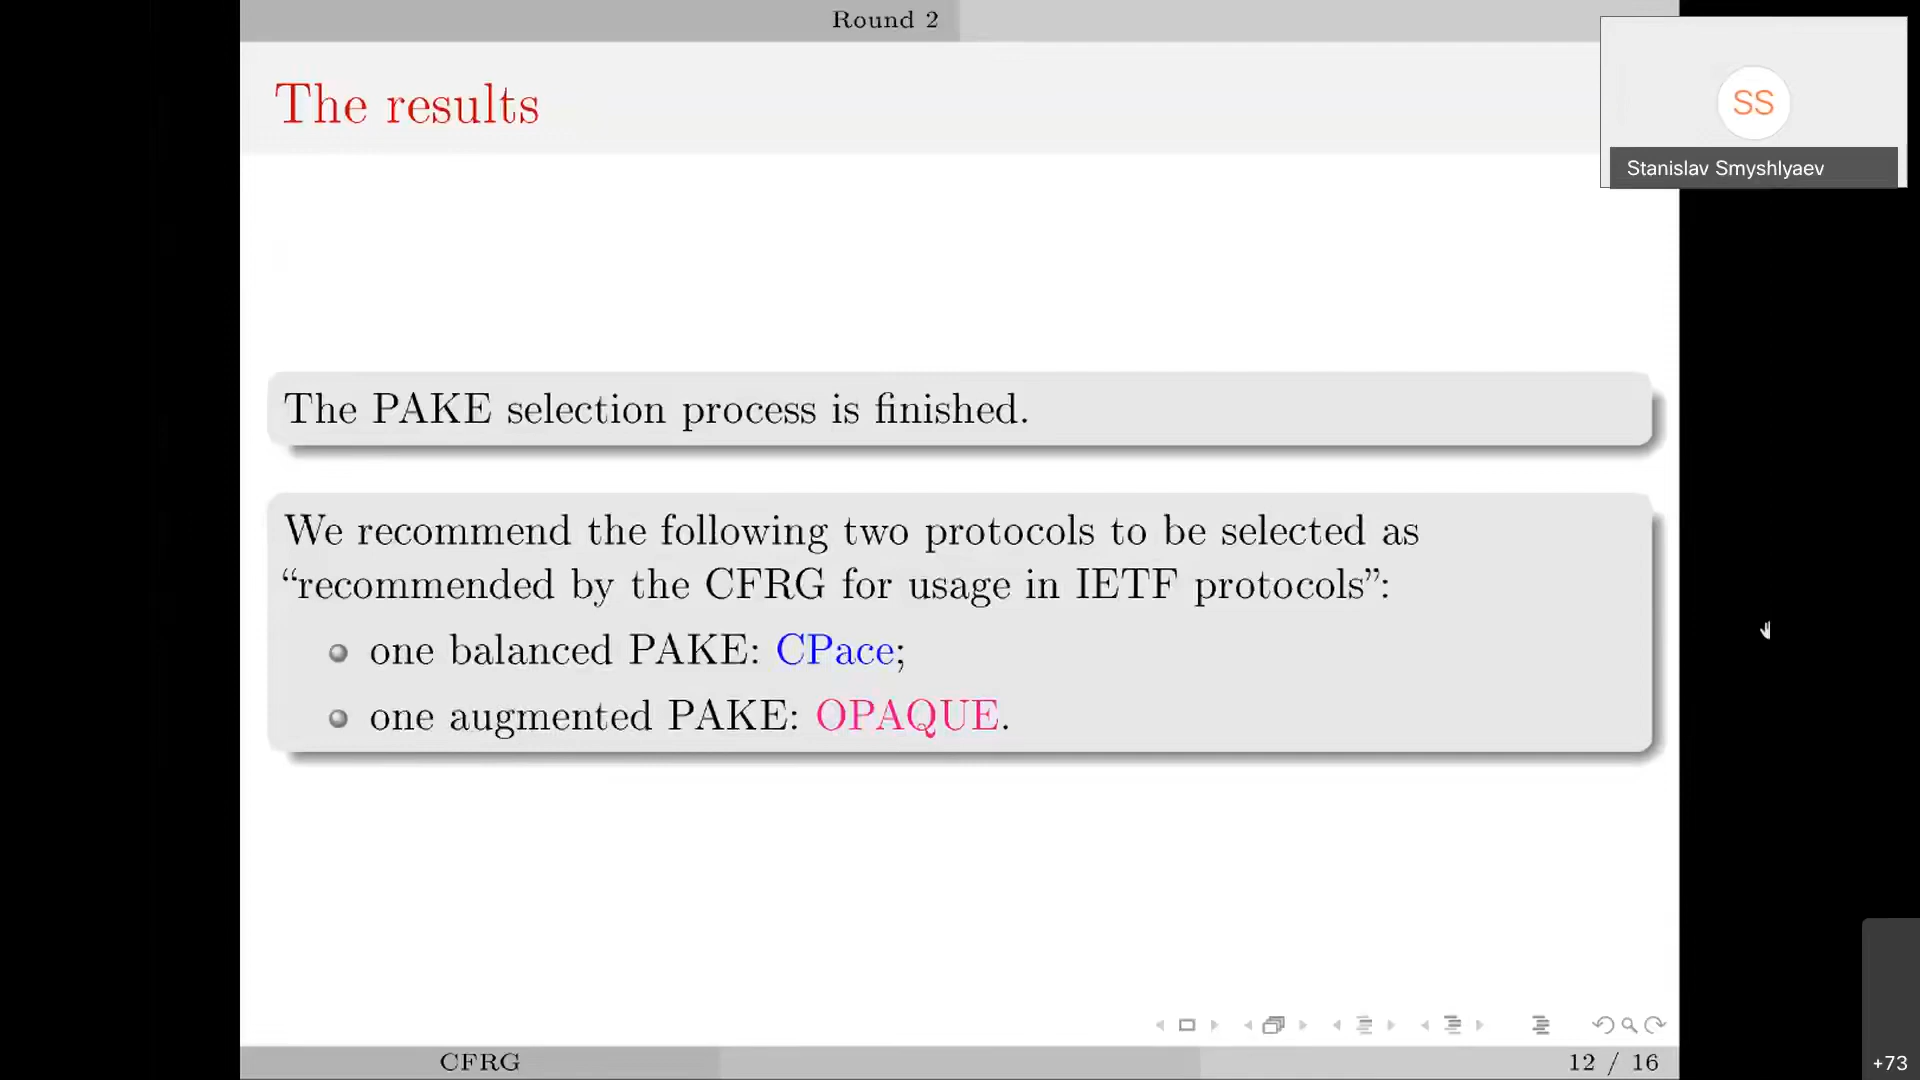 Round 2
The results
SS
Stanislav Smyshlyaev
The PAKE selection process is finished.
We recommend the following two protocols to be selected as
“recommended by the CFRG for usage in IETF protocols”:
one balanced PAKE: CPace;
one augmented PAKE: OPAQUE.
CFRG
12 / 16
+73